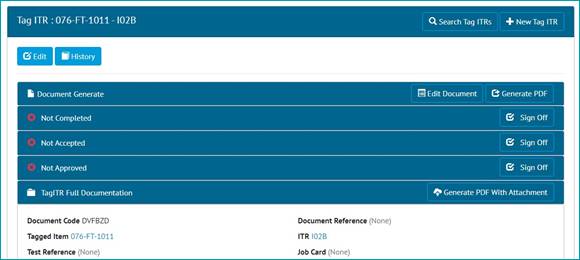 Tag ITR : 076-FT-1011 - I02B Search Tag ITRs New Tag ITR
Edit History
Document Generate Edit Document Generate PDF
Not Completed Sign Off
Not Accepted Sign Off
Not Approved Sign Off
TagITR Full Documentation Generate PDF With Attachment
Document Code DVFBZD Document Reference (None)
Tagged Item 076-FT-1011 ITR I02B
Test Reference (None) Job Card (None)